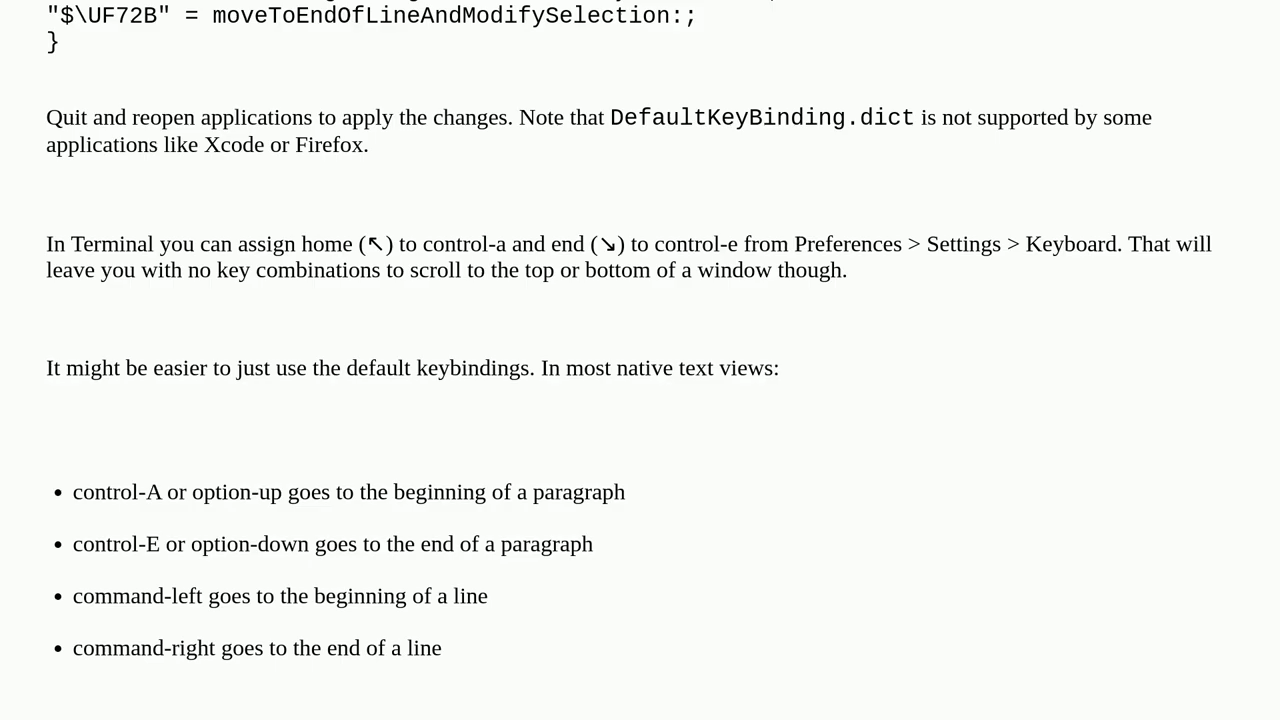 "$\UF72B" = moveToEndOfLineAndModifySelection:;
}
Quit and reopen applications to apply the changes. Note that DefaultKeyBinding.dict is not supported by some
applications like Xcode or Firefox.
In Terminal you can assign home (↖) to control-a and end (↘) to control-e from Preferences > Settings > Keyboard. That will
leave you with no key combinations to scroll to the top or bottom of a window though.
It might be easier to just use the default keybindings. In most native text views:
• control-A or option-up goes to the beginning of a paragraph
• control-E or option-down goes to the end of a paragraph
• command-left goes to the beginning of a line
• command-right goes to the end of a line